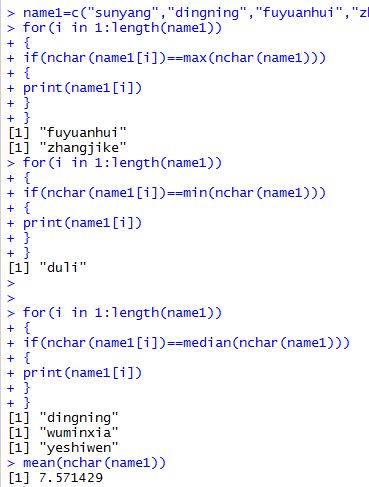 > name1=c("sunyang","dingning","fuyuanhui","z
> for(i in 1:length(name1))
+ {
+ if(nchar(name1[i])==max(nchar(name1)))
+ {
+ print(name1[i])
+ }
+ }
[1] "fuyuanhui"
[1] "zhangjike"
> for(i in 1:length(name1))
+ {
+ if(nchar(name1[i])==min(nchar(name1)))
+ {
+ print(name1[i])
+ }
+ }
[1] "duli"
>
>
> for(i in 1:length(name1))
+ {
+ if(nchar(name1[i])==median(nchar(name1)))
+ {
+ print(name1[i])
+ }
+ }
[1] "dingning"
[1] "wuminxia"
[1] "yeshiwen"
> mean(nchar(name1))
[1] 7.571429